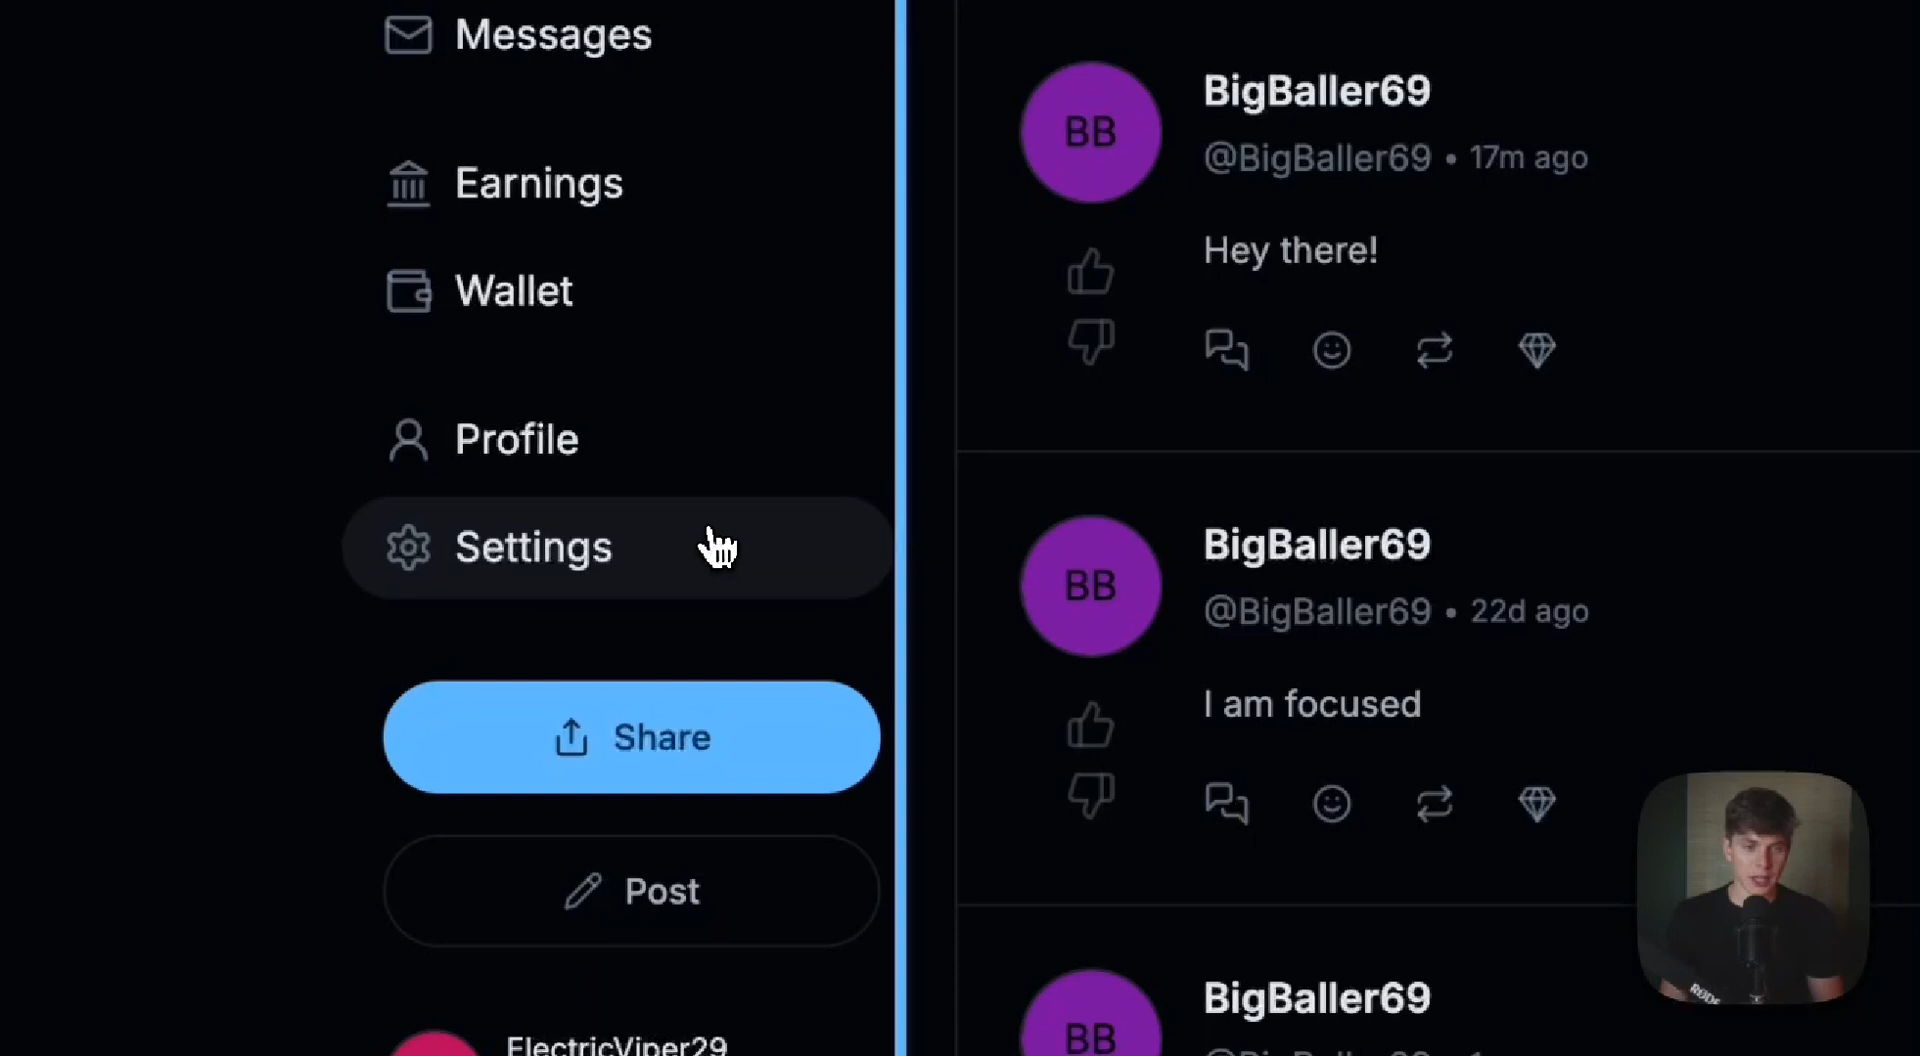 Messages
Earnings
Wallet
Profile
Settings
Share
Post
ElectricViper29
BB
BigBaller69
@BigBaller69 • 17m ago
Hey there!
BB
BigBaller69
@BigBaller69 • 22d ago
I am focused
BB
BigBaller69
RØDE